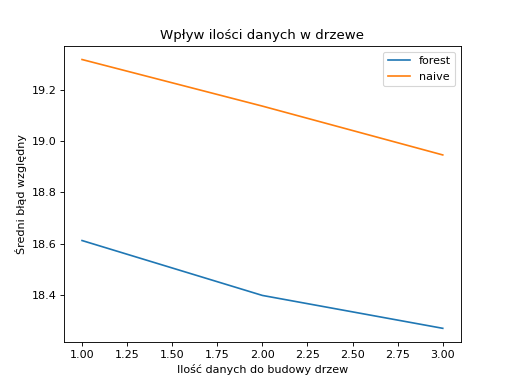 Wpływ ilości danych w drzewe
forest
naive
Średni błąd względny
19.2
19.0
18.8
18.6
18.4
1.00 1.25 1.50 1.75 2.00 2.25 2.50 2.75 3.00
Ilość danych do budowy drzew